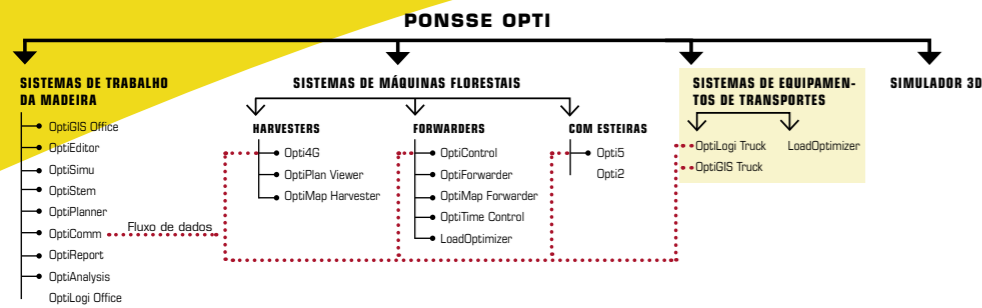 PONSSE OPTI
SISTEMAS DE TRABALHO
DA MADEIRA
OptiGIS Office
OptiEditor
OptiSimu
OptiStem
OptiPlanner
OptiComm
OptiReport
OptiAnalysis
OptiLogi Office
Fluxo de dados
SISTEMAS DE MÁQUINAS FLORESTAIS
HARVESTERS
Opti4G
OptiPlan Viewer
OptiMap Harvester
FORWARDERS
OptiControl
OptiForwarder
OptiMap Forwarder
OptiTime Control
LoadOptimizer
COM ESTEIRAS
Opti5
Opti2
SISTEMAS DE EQUIPAMEN-
TOS DE TRANSPORTES
OptiLogi Truck
OptiGIS Truck
LoadOptimizer
SIMULADOR 3D